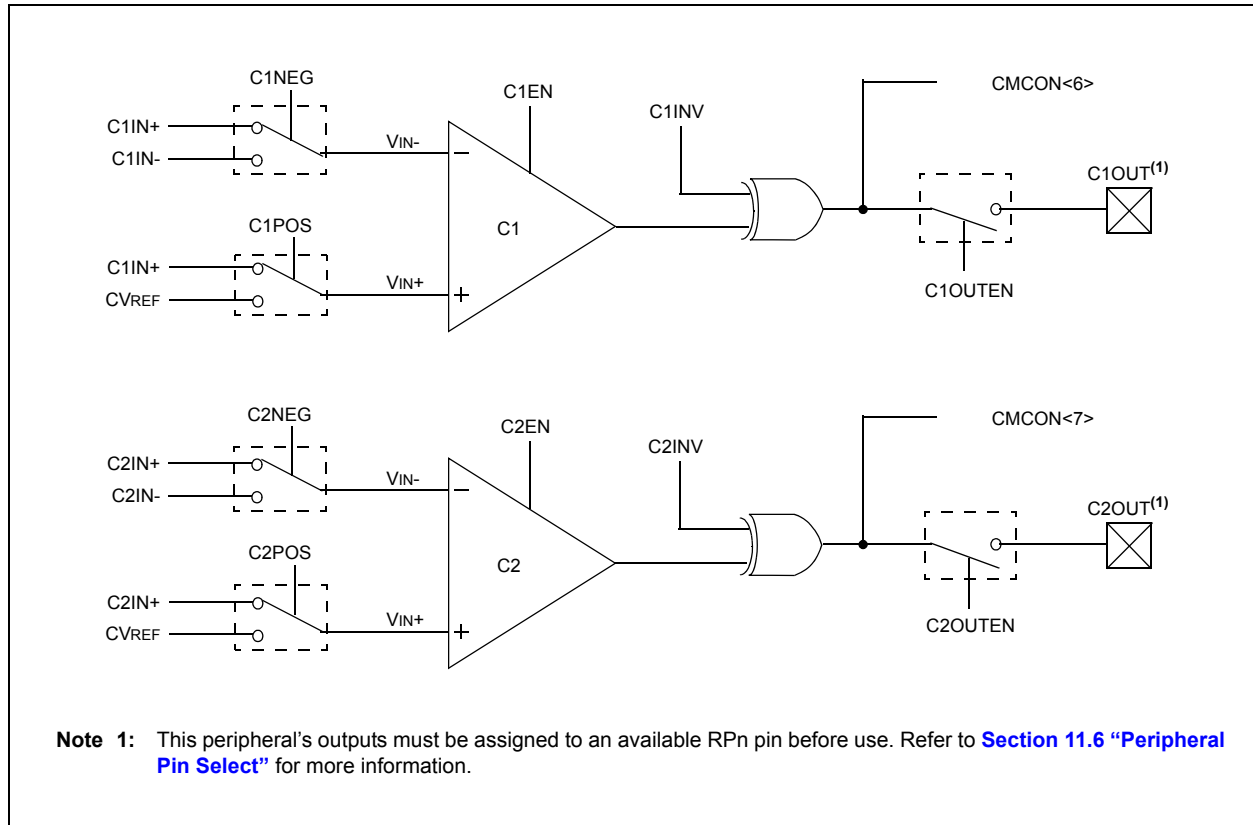 C1NEG
C1EN
C1INV
CMCON<6>
C1IN+
C1IN-
VIN-
–
C1OUT(1)
C1POS
C1
C1IN+
CVREF
VIN+
+
C1OUTEN
C2NEG
C2EN
C2INV
CMCON<7>
C2IN+
C2IN-
VIN-
–
C2OUT(1)
C2POS
C2
C2IN+
CVREF
VIN+
+
C2OUTEN
Note 1: This peripheral’s outputs must be assigned to an available RPn pin before use. Refer to Section 11.6 “Peripheral
Pin Select” for more information.